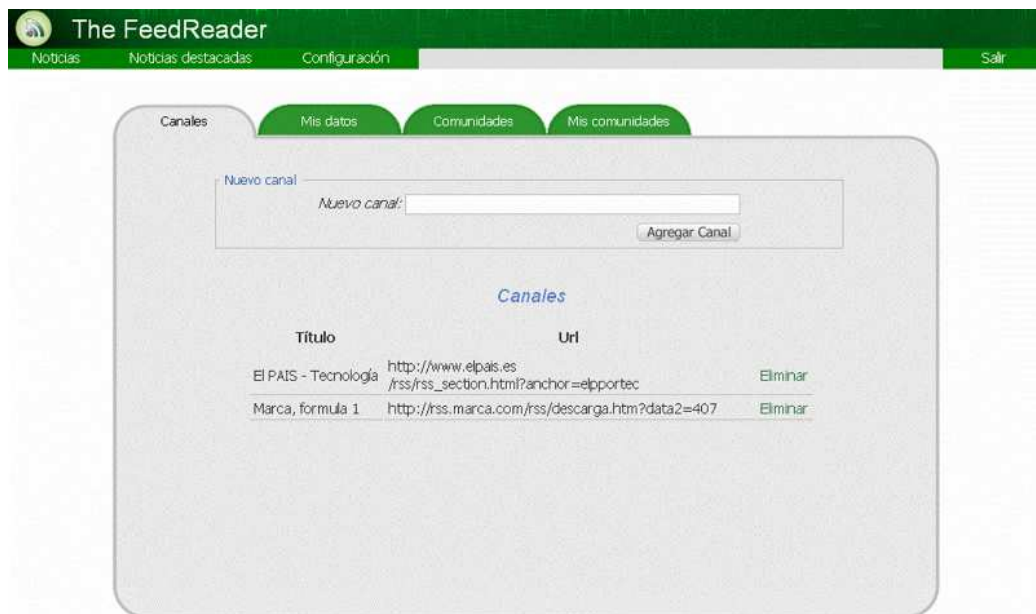 The FeedReader
Noticias Noticias destacadas Configuración Salir
Canales Mis datos Comunidades Mis comunidades
Nuevo canal
Nuevo canal:
Agregar Canal
Canales
Título Url
El PAIS - Tecnología http://www.elpais.es
/rss/rss_section.html?anchor=elpportec Eliminar
Marca, formula 1 http://rss.marca.com/rss/descarga.htm?data2=407 Eliminar